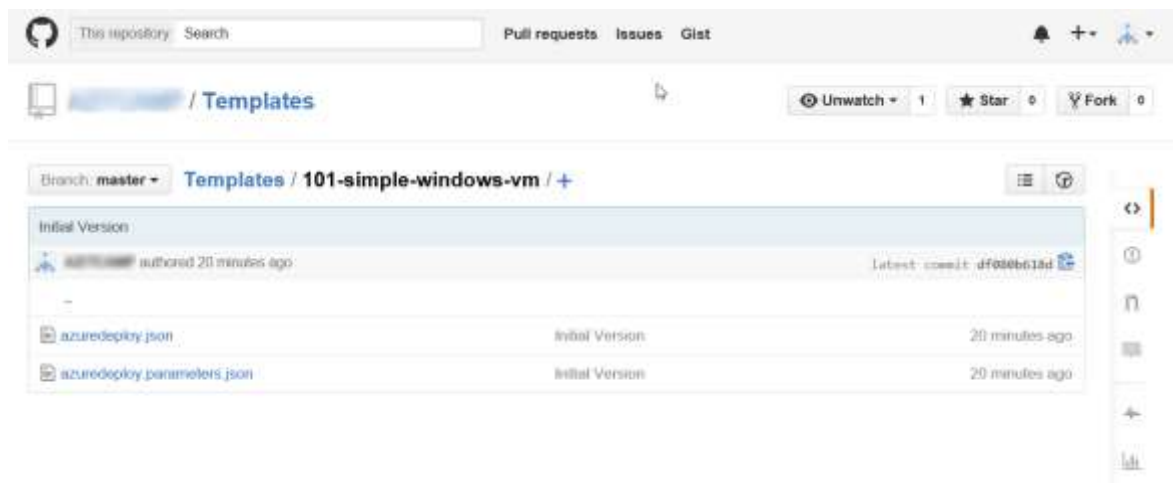 This repository Search Pull requests Issues Gist
/ Templates Unwatch 1 Star 0 Fork 0
Branch: master Templates / 101-simple-windows-vm / +
Initial Version
authored 20 minutes ago latest commit
..
azuredeploy.json Initial Version 20 minutes ago
azuredeploy.parameters.json Initial Version 20 minutes ago